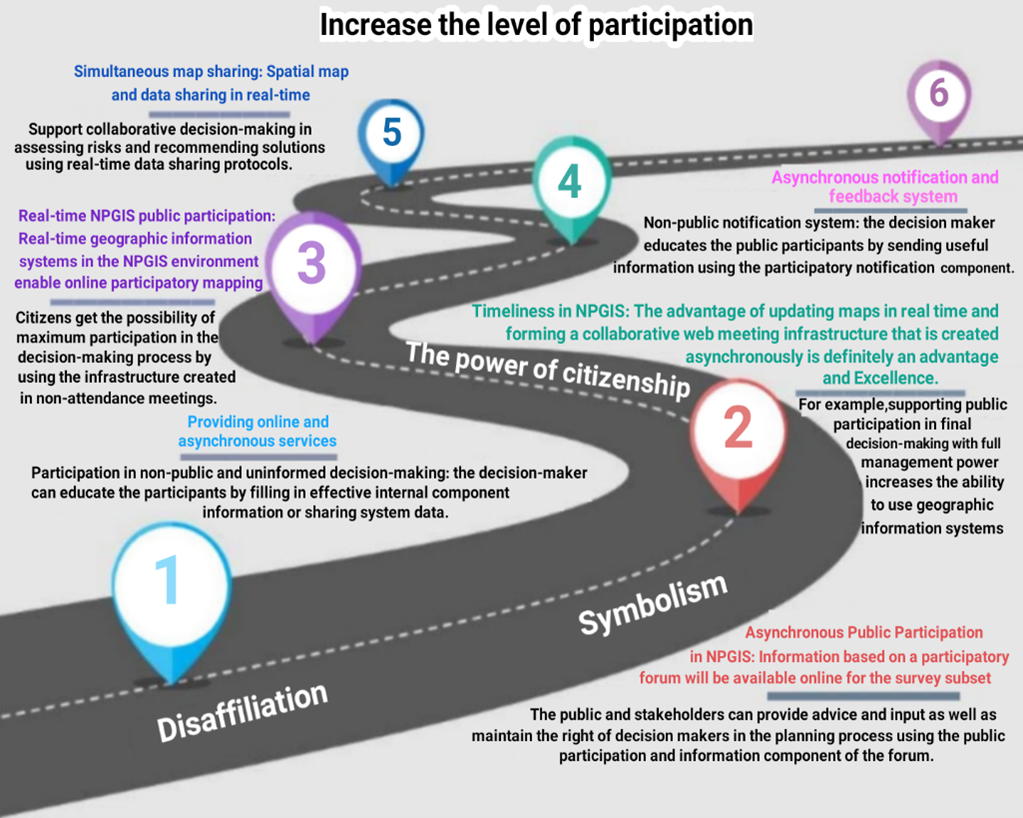 Increase the level of participation
Simultaneous map sharing: Spatial map
and data sharing in real-time
Support collaborative decision-making in
assessing risks and recommending solutions
using real-time data sharing protocols.
5
6
4
Asynchronous notification and
feedback system
Non-public notification system: the decision maker
educates the public participants by sending useful
information using the participatory notification component.
Real-time NPGIS public participation:
Real-time geographic information
systems in the NPGIS environment
enable online participatory mapping
3
Citizens get the possibility of
maximum participation in the
decision-making process by
using the infrastructure created
in non-attendance meetings.
Timeliness in NPGIS: The advantage of updating maps in real time and
forming a collaborative web meeting infrastructure that is created
asynchronously is definitely an advantage
and Excellence.
The power of citizenship
2
For example,supporting public
participation in final
decision-making with full
management power
increases the ability
to use geographic
information systems
Providing online and
asynchronous services
Participation in non-public and uninformed decision-making: the decision-maker
can educate the participants by filling in effective internal component
information or sharing system data.
1
Symbolism
Disaffiliation
Asynchronous Public Participation
in NPGIS: Information based on a participatory
forum will be available online for the survey subset
The public and stakeholders can provide advice and input as well as
maintain the right of decision makers in the planning process using the public
participation and information component of the forum.